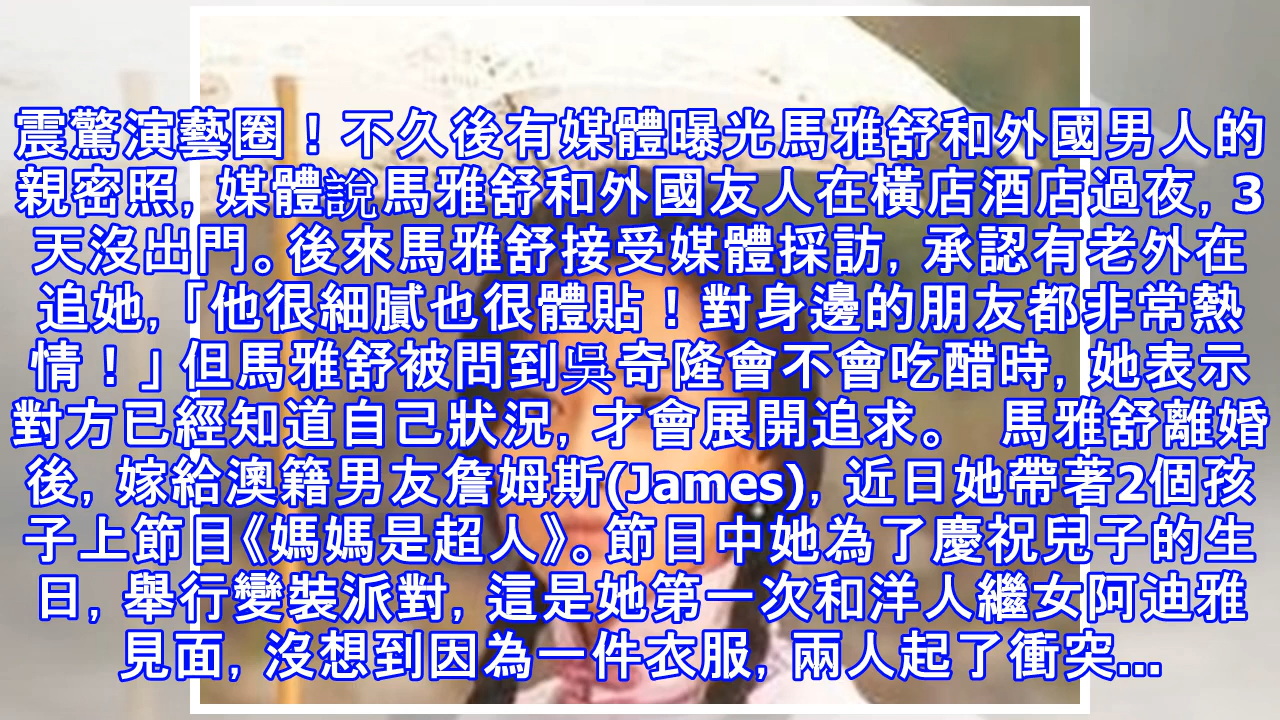 震驚演藝圈！不久後有媒體曝光馬雅舒和外國男人的
親密照, 媒體說馬雅舒和外國友人在橫店酒店過夜, 3
天沒出門。後來馬雅舒接受媒體採訪, 承認有老外在
追她,「他很細膩也很體貼！對身邊的朋友都非常熱
情！」但馬雅舒被問到吳奇隆會不會吃醋時, 她表示
對方已經知道自己狀況, 才會展開追求。 馬雅舒離婚
後, 嫁給澳籍男友詹姆斯(James), 近日她帶著2個孩
子上節目《媽媽是超人》。節目中她為了慶祝兒子的生
日, 舉行變裝派對, 這是她第一次和洋人繼女阿迪雅
見面, 沒想到因為一件衣服, 兩人起了衝突...